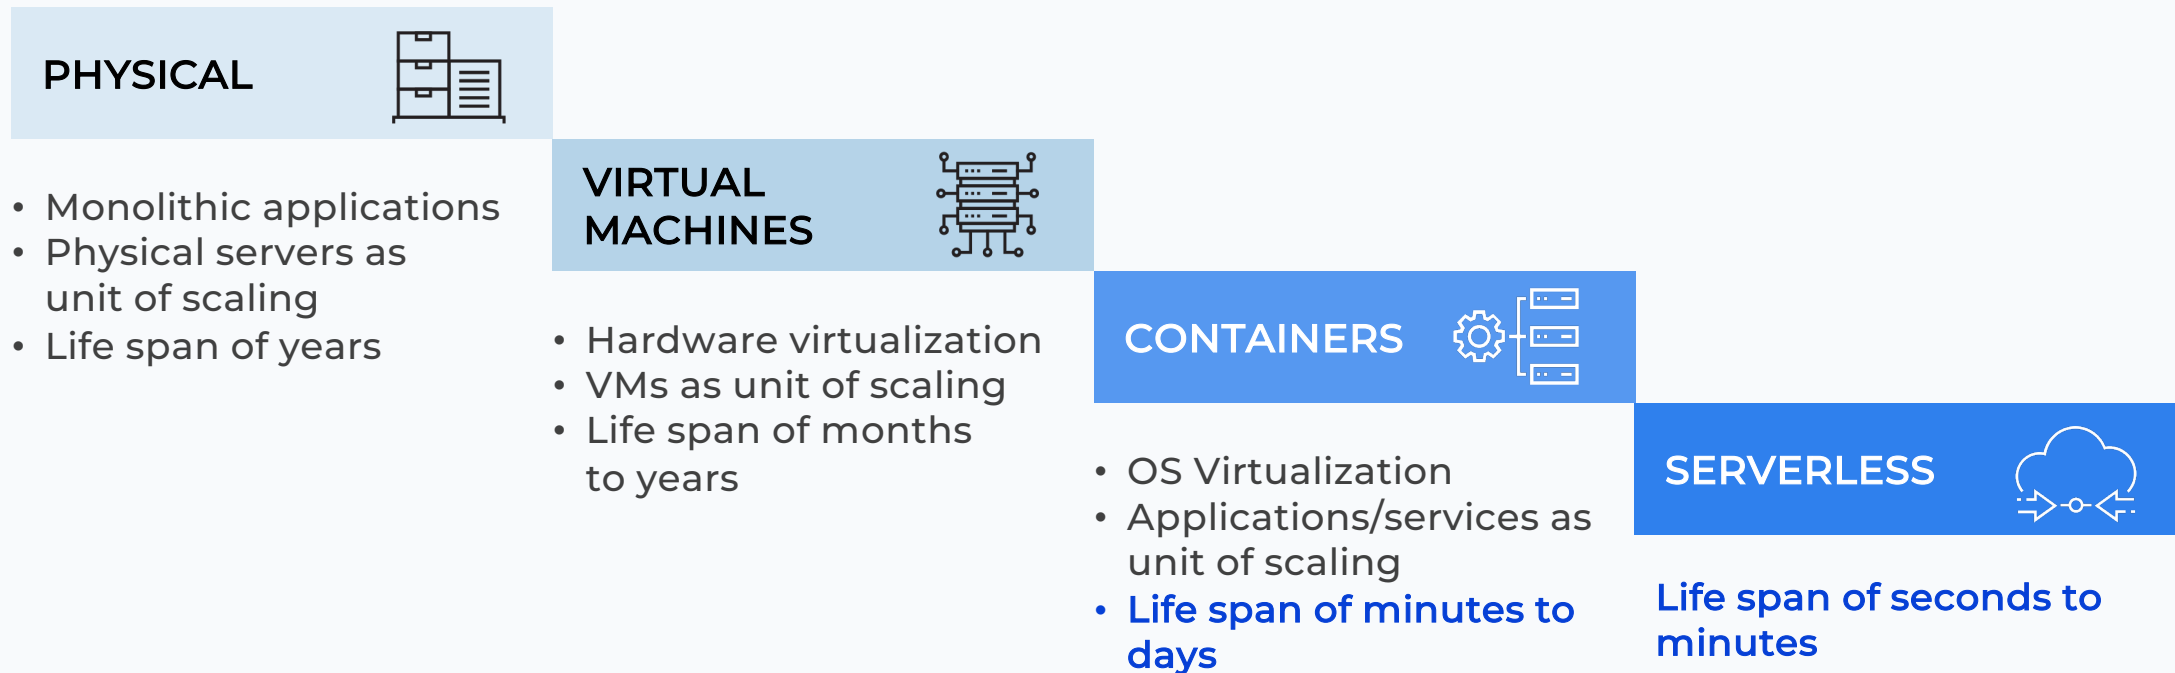 PHYSICAL
• Monolithic applications
• Physical servers as
unit of scaling
• Life span of years
VIRTUAL
MACHINES
• Hardware virtualization
• VMs as unit of scaling
• Life span of months
to years
CONTAINERS
• OS Virtualization
• Applications/services as
unit of scaling
• Life span of minutes to
days
SERVERLESS
Life span of seconds to
minutes